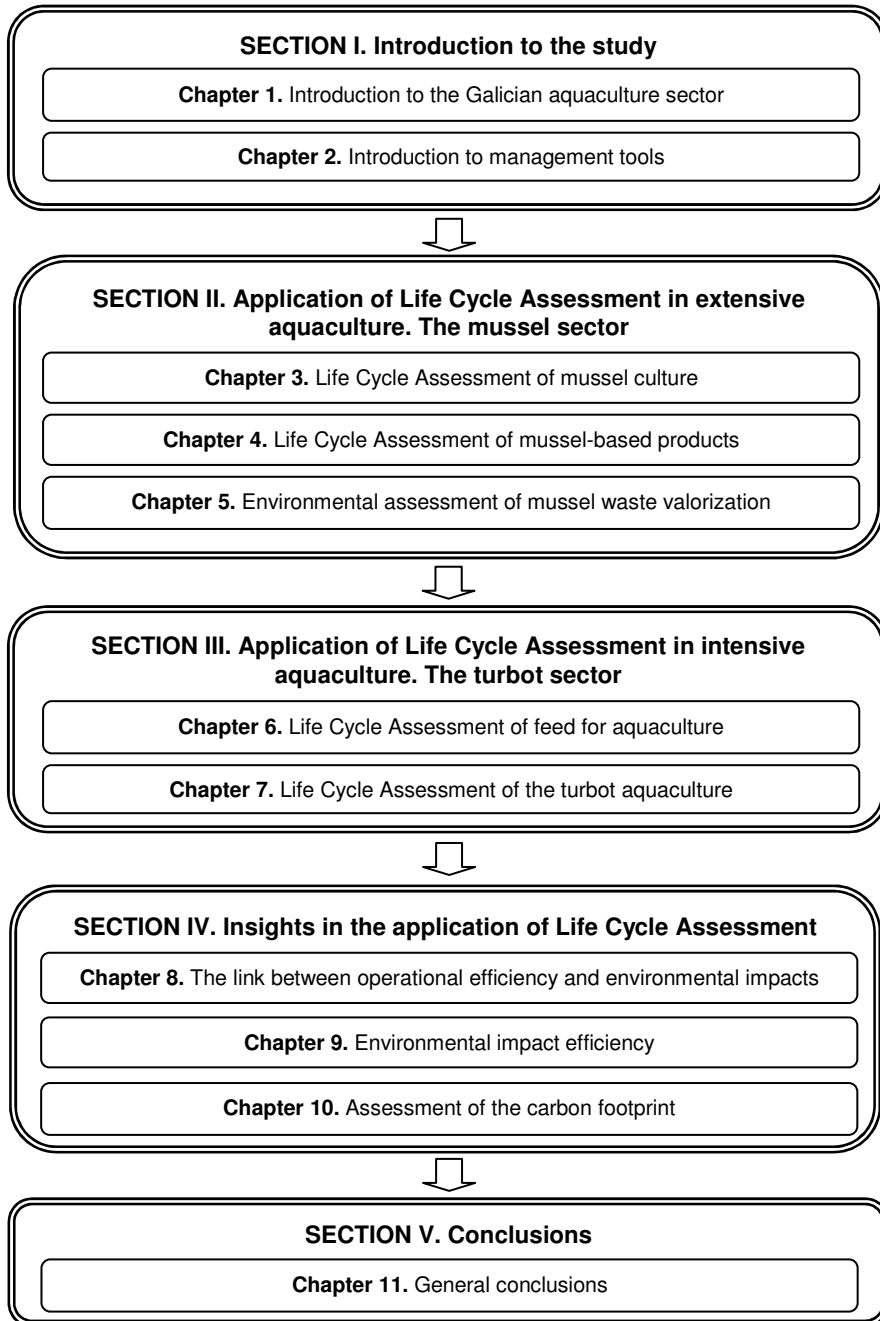 SECTION I. Introduction to the study
Chapter 1. Introduction to the Galician aquaculture sector
Chapter 2. Introduction to management tools
SECTION II. Application of Life Cycle Assessment in extensive
aquaculture. The mussel sector
Chapter 3. Life Cycle Assessment of mussel culture
Chapter 4. Life Cycle Assessment of mussel-based products
Chapter 5. Environmental assessment of mussel waste valorization
SECTION III. Application of Life Cycle Assessment in intensive
aquaculture. The turbot sector
Chapter 6. Life Cycle Assessment of feed for aquaculture
Chapter 7. Life Cycle Assessment of the turbot aquaculture
SECTION IV. Insights in the application of Life Cycle Assessment
Chapter 8. The link between operational efficiency and environmental impacts
Chapter 9. Environmental impact efficiency
Chapter 10. Assessment of the carbon footprint
SECTION V. Conclusions
Chapter 11. General conclusions